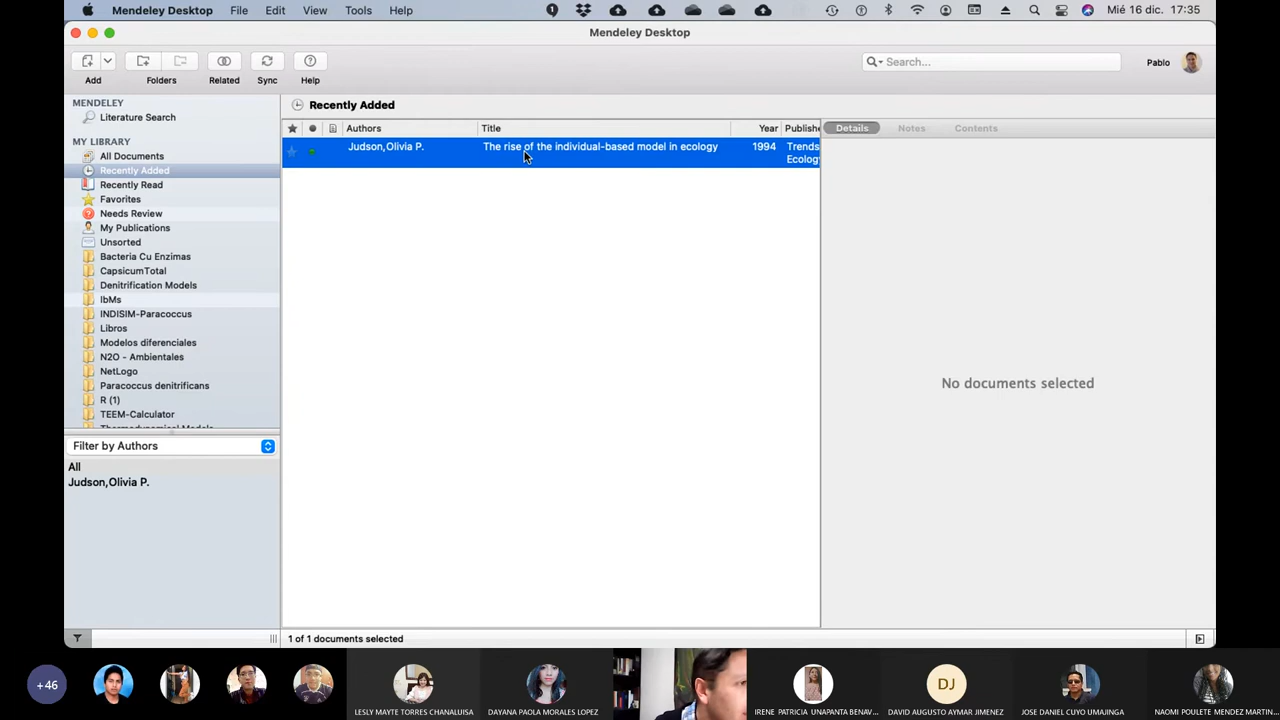 Mendeley Desktop File Edit View Tools Help Mié 16 dic. 17:35
Mendeley Desktop
Add Folders Related Sync Help Search... Pablo
MENDELEY
Literature Search
MY LIBRARY
All Documents
Recently Added
Recently Read
Favorites
Needs Review
My Publications
Unsorted
Bacteria Cu Enzimas
CapsicumTotal
Denitrification Models
IbMs
INDISIM-Paracoccus
Libros
Modelos diferenciales
N2O - Ambientales
NetLogo
Paracoccus denitrificans
R (1)
TEEM-Calculator
Filter by Authors
All
Judson,Olivia P.
Recently Added
Authors Title Year Publishe
Judson,Olivia P. The rise of the individual-based model in ecology 1994 Trends
Ecology
1 of 1 documents selected
Details Notes Contents
No documents selected
+46
LESLY MAYTE TORRES CHANALUISA
DAYANA PAOLA MORALES LOPEZ
IRENE PATRICIA UNAPANTA BENAV...
DJ
DAVID AUGUSTO AYMAR JIMENEZ
JOSE DANIEL CUYO UMAJINGA
NAOMI POULETE MENDEZ MARTIN...